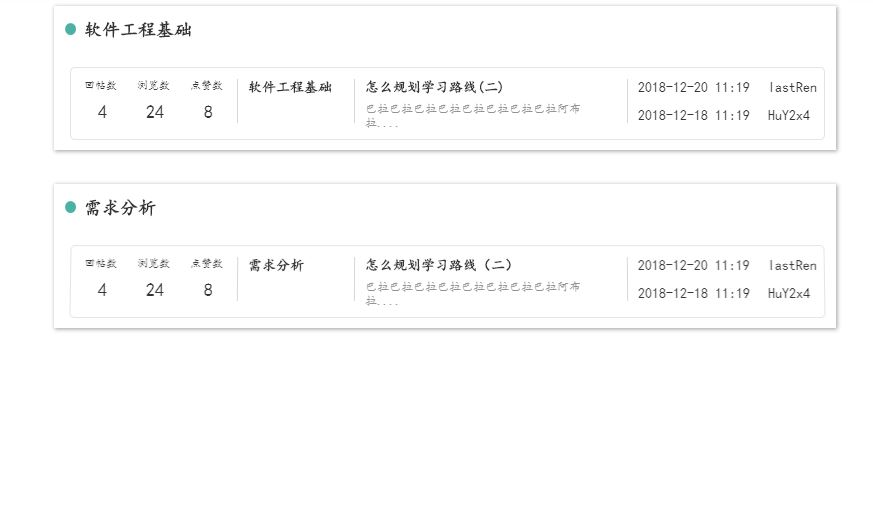 软件工程基础
回帖数 浏览数 点赞数 软件工程基础 怎么规划学习路线(二) 2018-12-20 11:19 lastRen
4 24 8 巴拉巴拉巴拉巴拉巴拉巴拉巴拉巴拉阿布
拉.... 2018-12-18 11:19 HuY2x4
需求分析
回帖数 浏览数 点赞数 需求分析 怎么规划学习路线（二） 2018-12-20 11:19 lastRen
4 24 8 巴拉巴拉巴拉巴拉巴拉巴拉巴拉巴拉阿布
拉.... 2018-12-18 11:19 HuY2x4